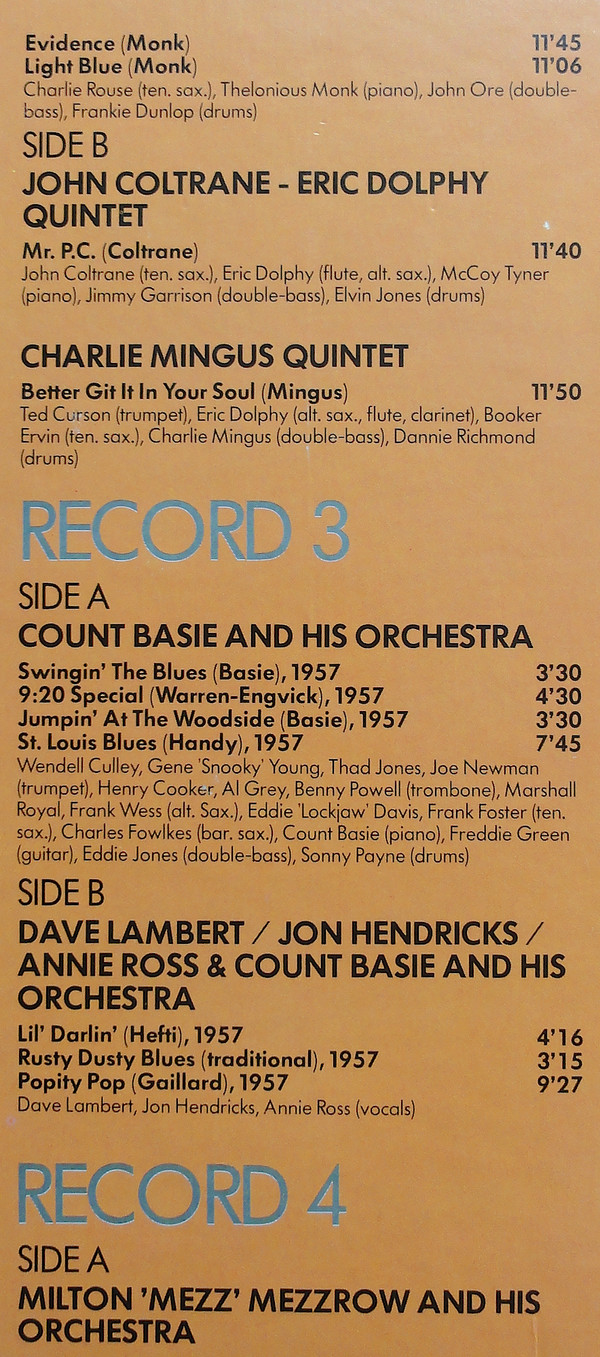 Evidence (Monk) 11'45
Light Blue (Monk) 11'06
Charlie Rouse (ten. sax.), Thelonious Monk (piano), John Ore (double-
bass), Frankie Dunlop (drums)
SIDE B
JOHN COLTRANE - ERIC DOLPHY
QUINTET
Mr. P.C. (Coltrane) 11'40
John Coltrane (ten. sax.), Eric Dolphy (flute, alt. sax.), McCoy Tyner
(piano), Jimmy Garrison (double-bass), Elvin Jones (drums)
CHARLIE MINGUS QUINTET
Better Git It In Your Soul (Mingus) 11'50
Ted Curson (trumpet), Eric Dolphy (alt. sax., flute, clarinet), Booker
Ervin (ten. sax.), Charlie Mingus (double-bass), Dannie Richmond
(drums)
RECORD 3
SIDE A
COUNT BASIE AND HIS ORCHESTRA
Swingin' The Blues (Basie), 1957 3'30
9:20 Special (Warren-Engvick), 1957 4'30
Jumpin' At The Woodside (Basie), 1957 3'30
St. Louis Blues (Handy), 1957 7'45
Wendell Culley, Gene 'Snooky' Young, Thad Jones, Joe Newman
(trumpet), Henry Cooker, Al Grey, Benny Powell (trombone), Marshall
Royal, Frank Wess (alt. Sax.), Eddie 'Lockjaw' Davis, Frank Foster (ten.
sax.), Charles Fowlkes (bar. sax.), Count Basie (piano), Freddie Green
(guitar), Eddie Jones (double-bass), Sonny Payne (drums)
SIDE B
DAVE LAMBERT / JON HENDRICKS /
ANNIE ROSS & COUNT BASIE AND HIS
ORCHESTRA
Lil' Darlin' (Hefti), 1957 4'16
Rusty Dusty Blues (traditional), 1957 3'15
Popity Pop (Gaillard), 1957 9'27
Dave Lambert, Jon Hendricks, Annie Ross (vocals)
RECORD 4
SIDE A
MILTON 'MEZZ' MEZZROW AND HIS
ORCHESTRA